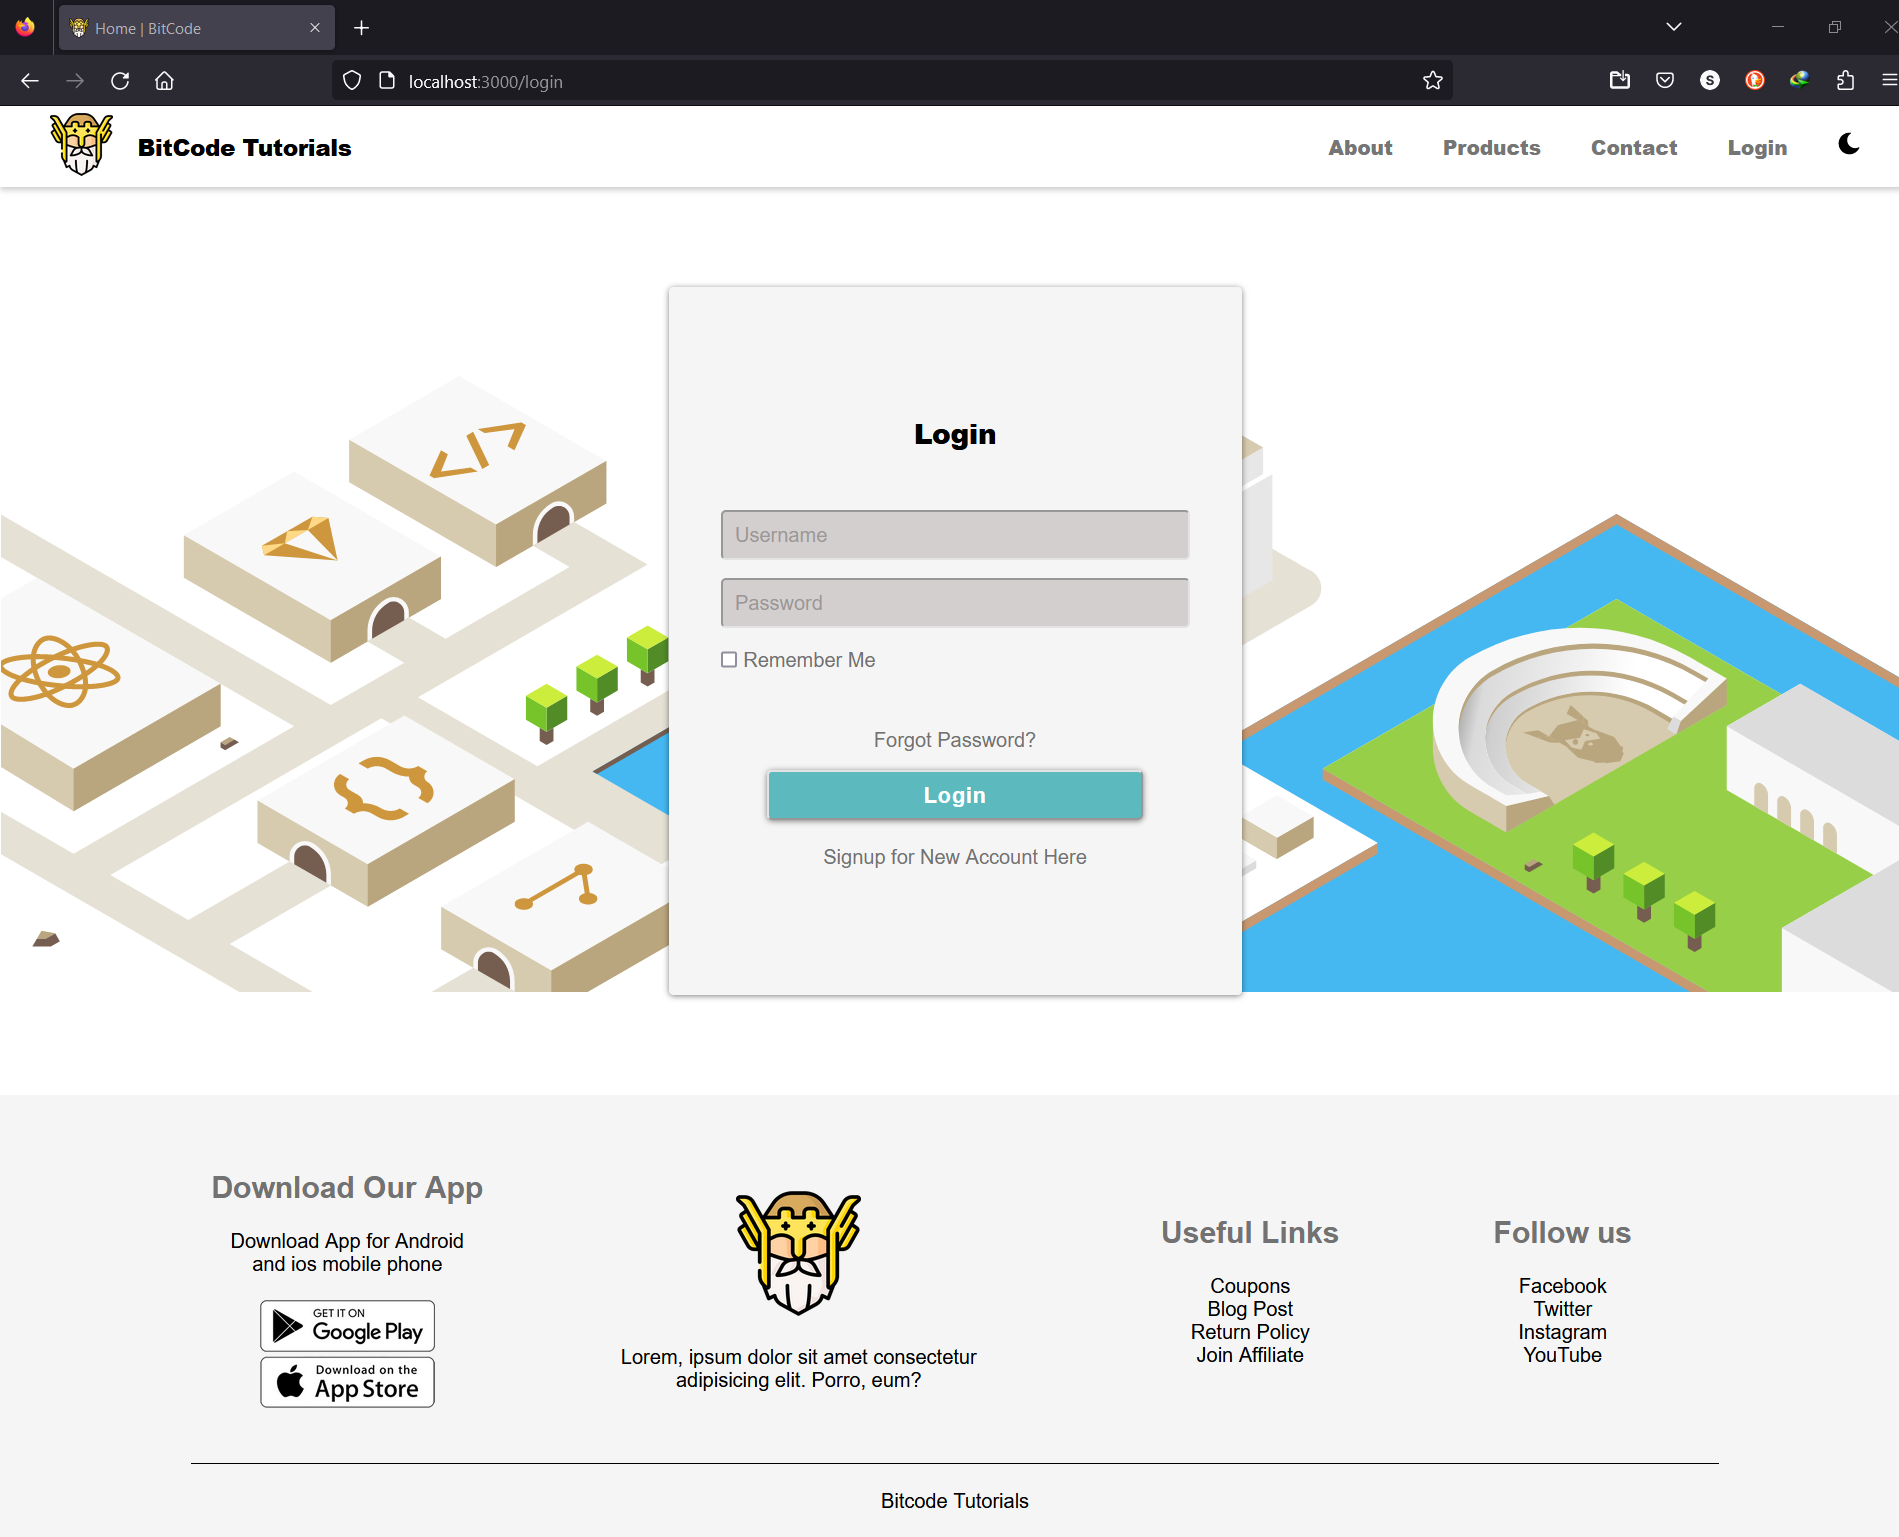 Home | BitCode
localhost:3000/login
S
BitCode Tutorials
About
Products
Contact
Login
Login
Username
Password
Remember Me
Forgot Password?
Login
Signup for New Account Here
Download Our App
Download App for Android
and ios mobile phone
GET IT ON
Google Play
Download on the
App Store
Lorem, ipsum dolor sit amet consectetur
adipisicing elit. Porro, eum?
Useful Links
Coupons
Blog Post
Return Policy
Join Affiliate
Follow us
Facebook
Twitter
Instagram
YouTube
Bitcode Tutorials